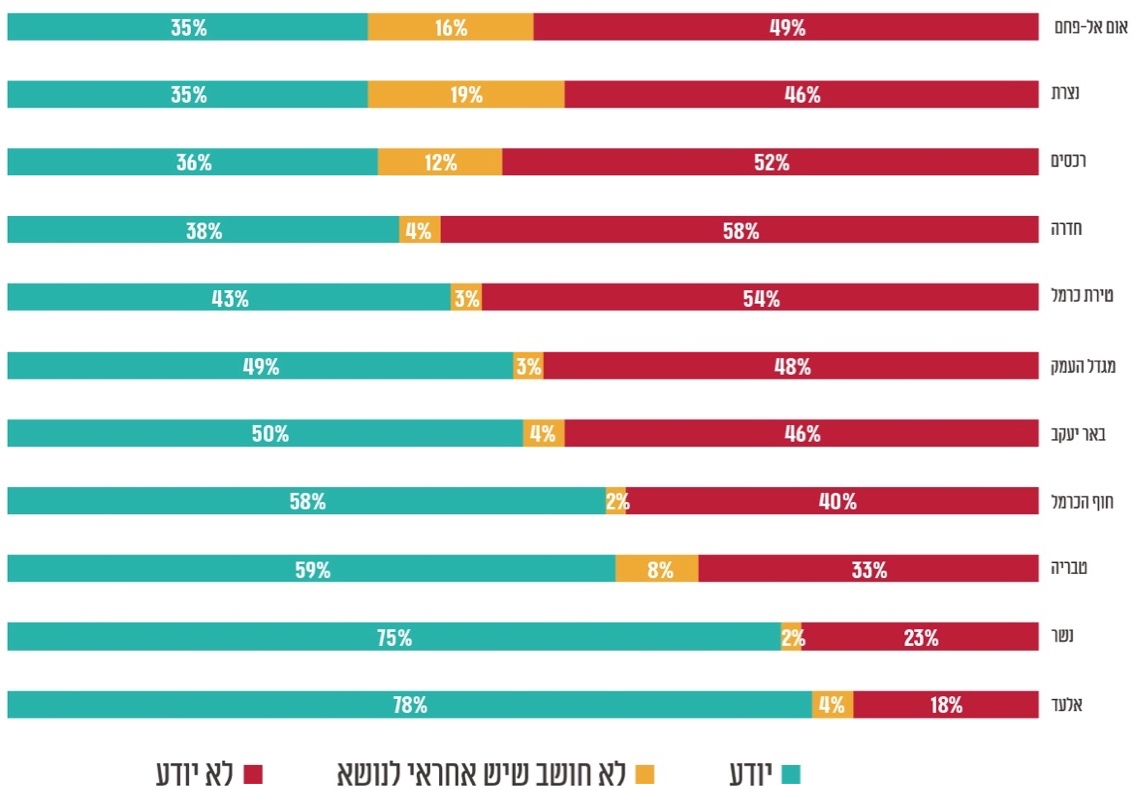 אום אל-פחם 49% 16% 35%
נצרת 46% 19% 35%
רכסים 52% 12% 36%
חדרה 58% 4% 38%
טירת כרמל 54% 3% 43%
מגדל העמק 48% 3% 49%
באר יעקב 46% 4% 50%
חוף הכרמל 40% 2% 58%
טבריה 33% 8% 59%
נשר 23% 2% 75%
אלעד 18% 4% 78%
יודע לא חושב שיש אחראי לנושא לא יודע